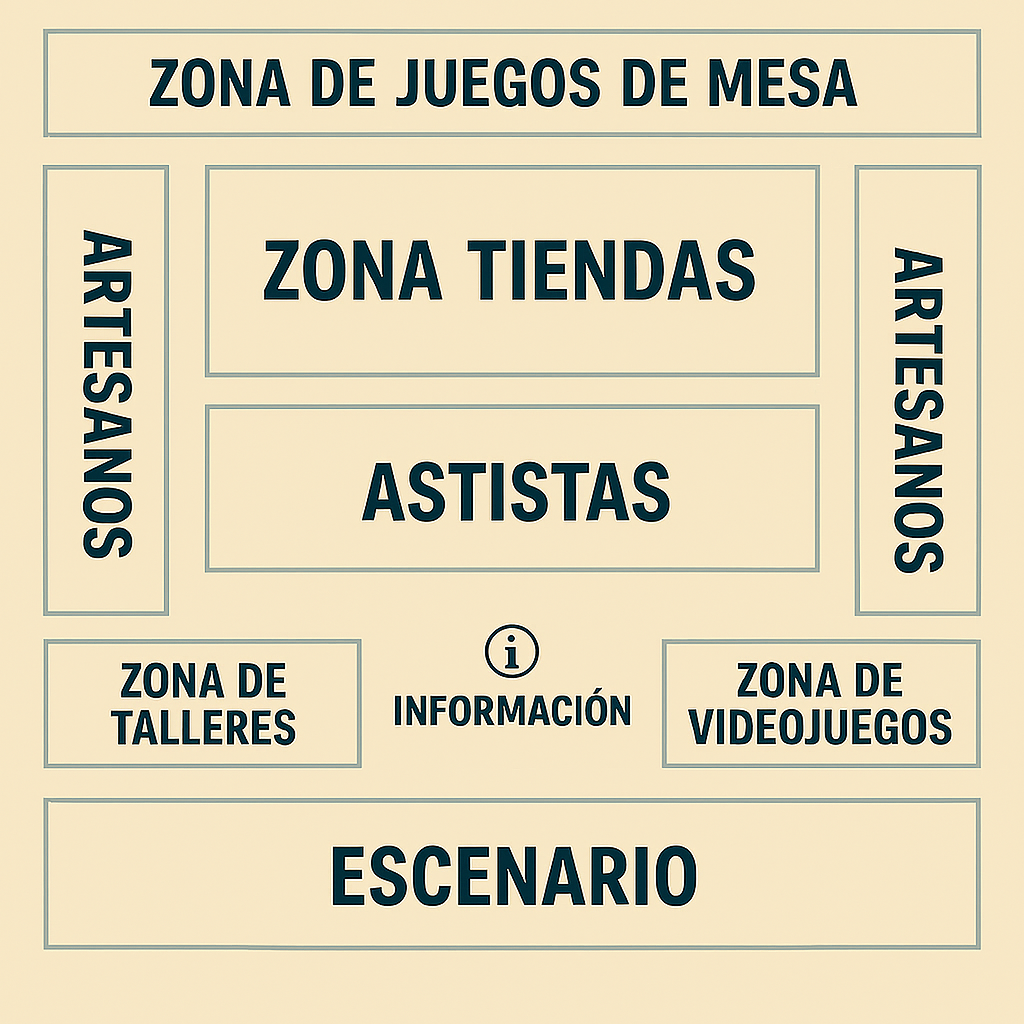 ZONA DE JUEGOS DE MESA
ARTESANOS
ZONA TIENDAS
ARTESANOS
ASTISTAS
i
INFORMACIÓN
ZONA DE
TALLERES
ZONA DE
VIDEOJUEGOS
ESCENARIO